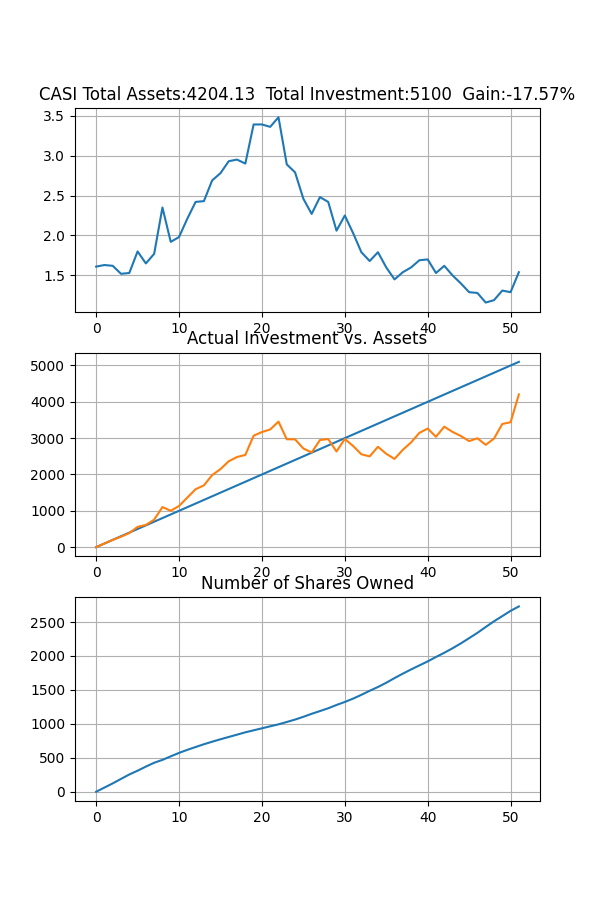 CASI Total Assets:4204.13  Total Investment:5100  Gain:-17.57%
3.5
3.0
2.5
2.0
1.5
0 10 20 30 40 50
Actual Investment vs. Assets
5000
4000
3000
2000
1000
0
0 10 20 30 40 50
Number of Shares Owned
2500
2000
1500
1000
500
0
0 10 20 30 40 50